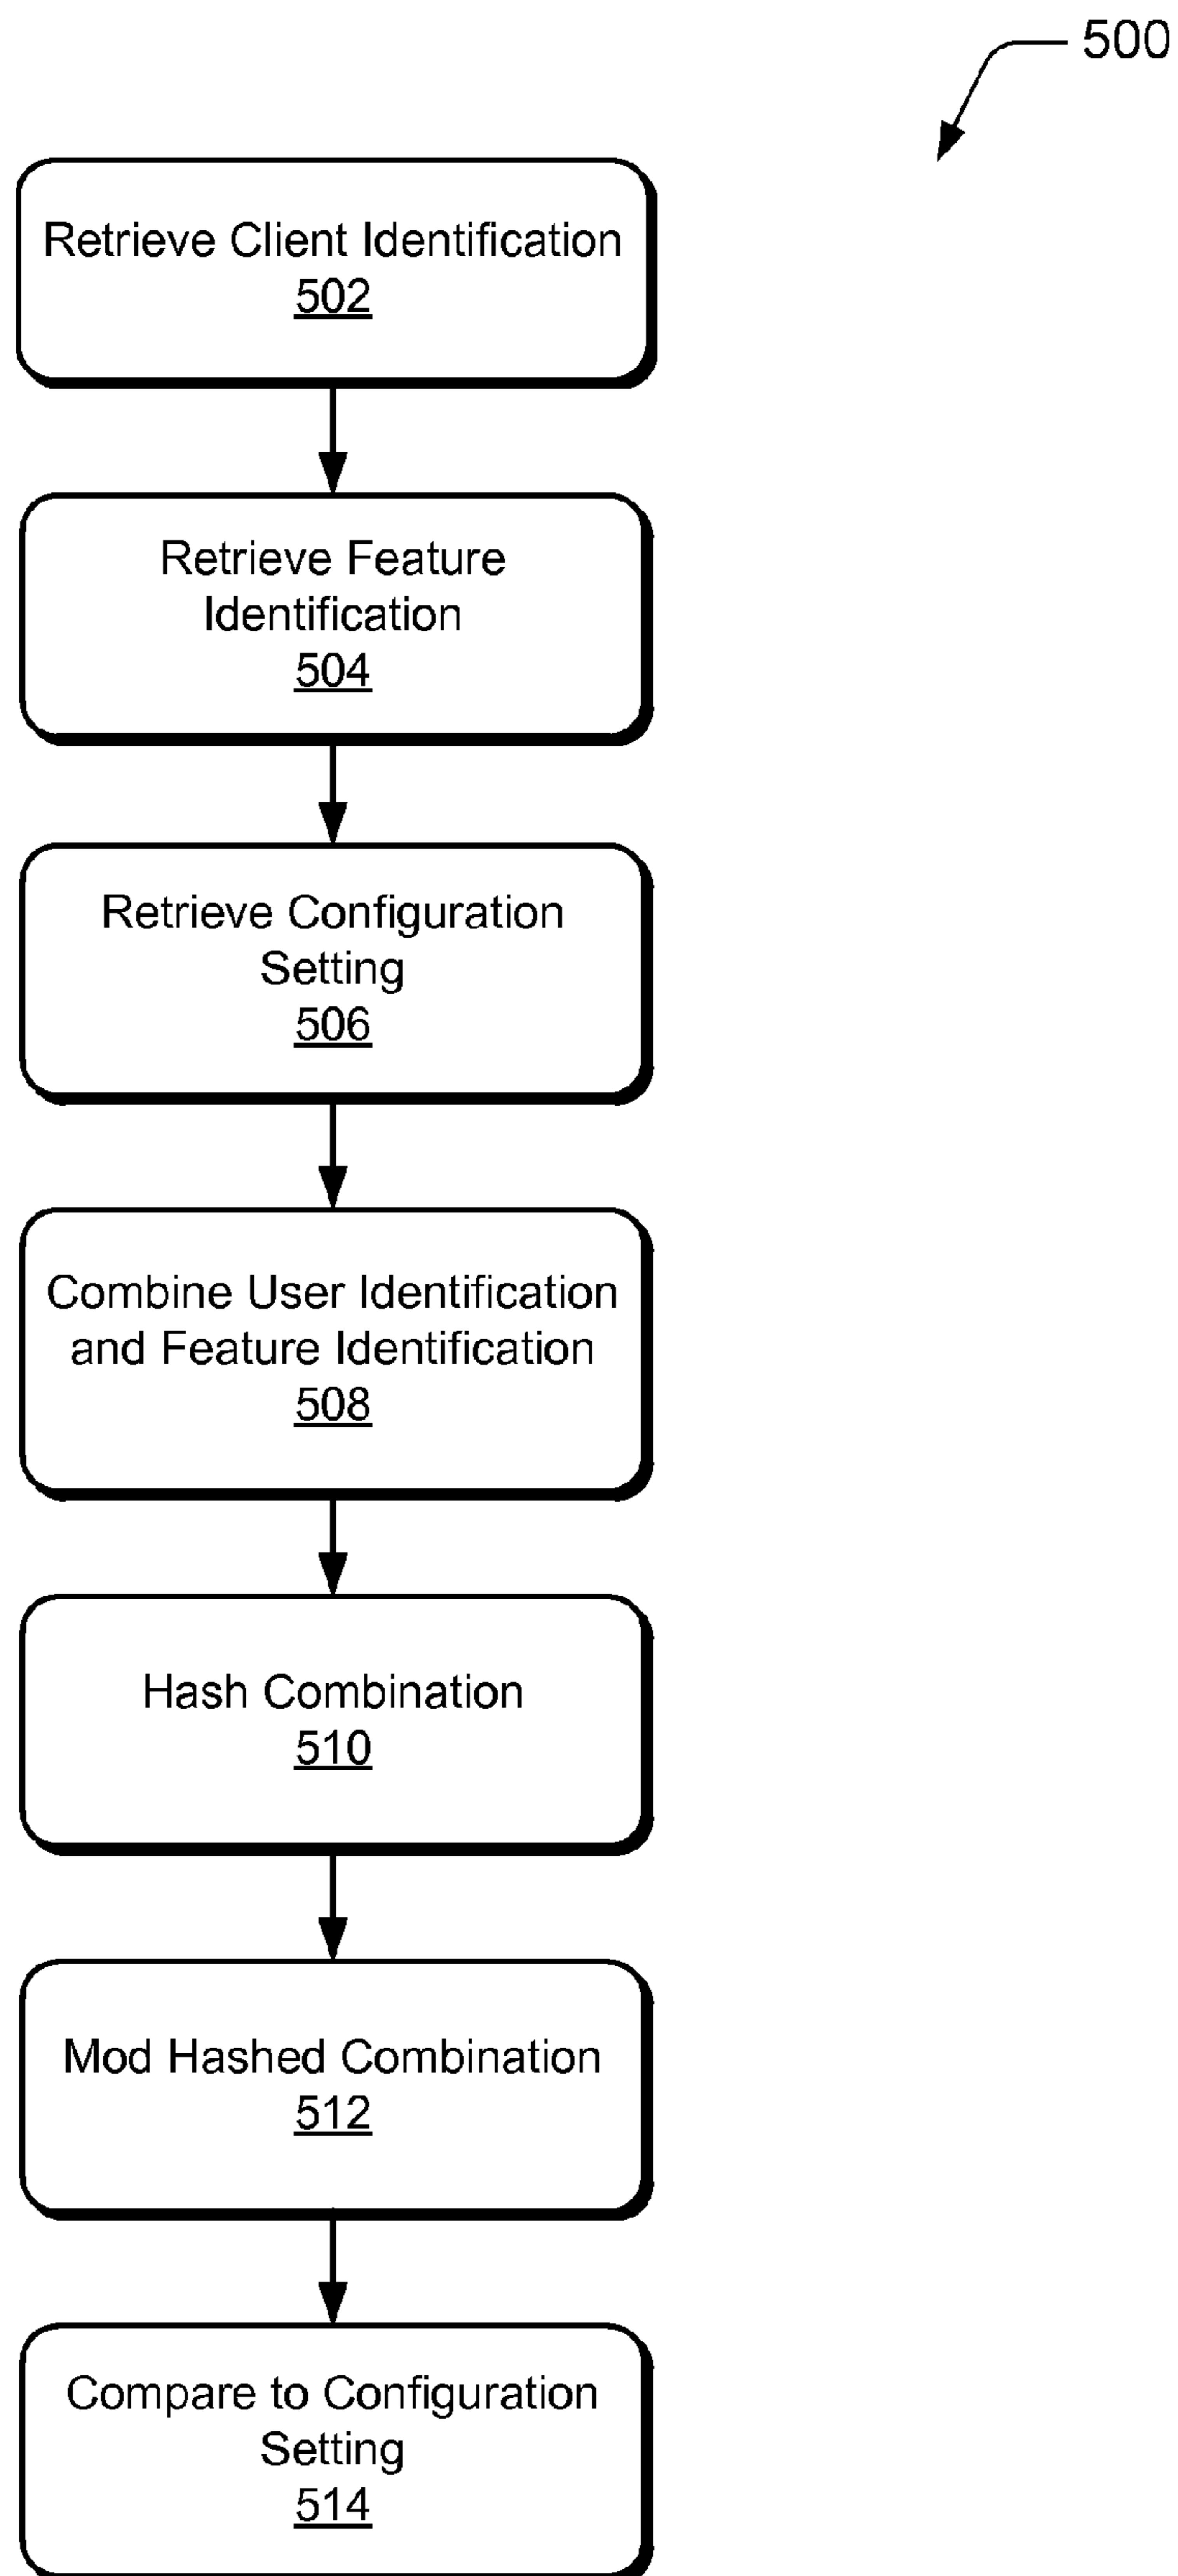 500
Retrieve Client Identification
502
Retrieve Feature
Identification
504
Retrieve Configuration
Setting
506
Combine User Identification
and Feature Identification
508
Hash Combination
510
Mod Hashed Combination
512
Compare to Configuration
Setting
514